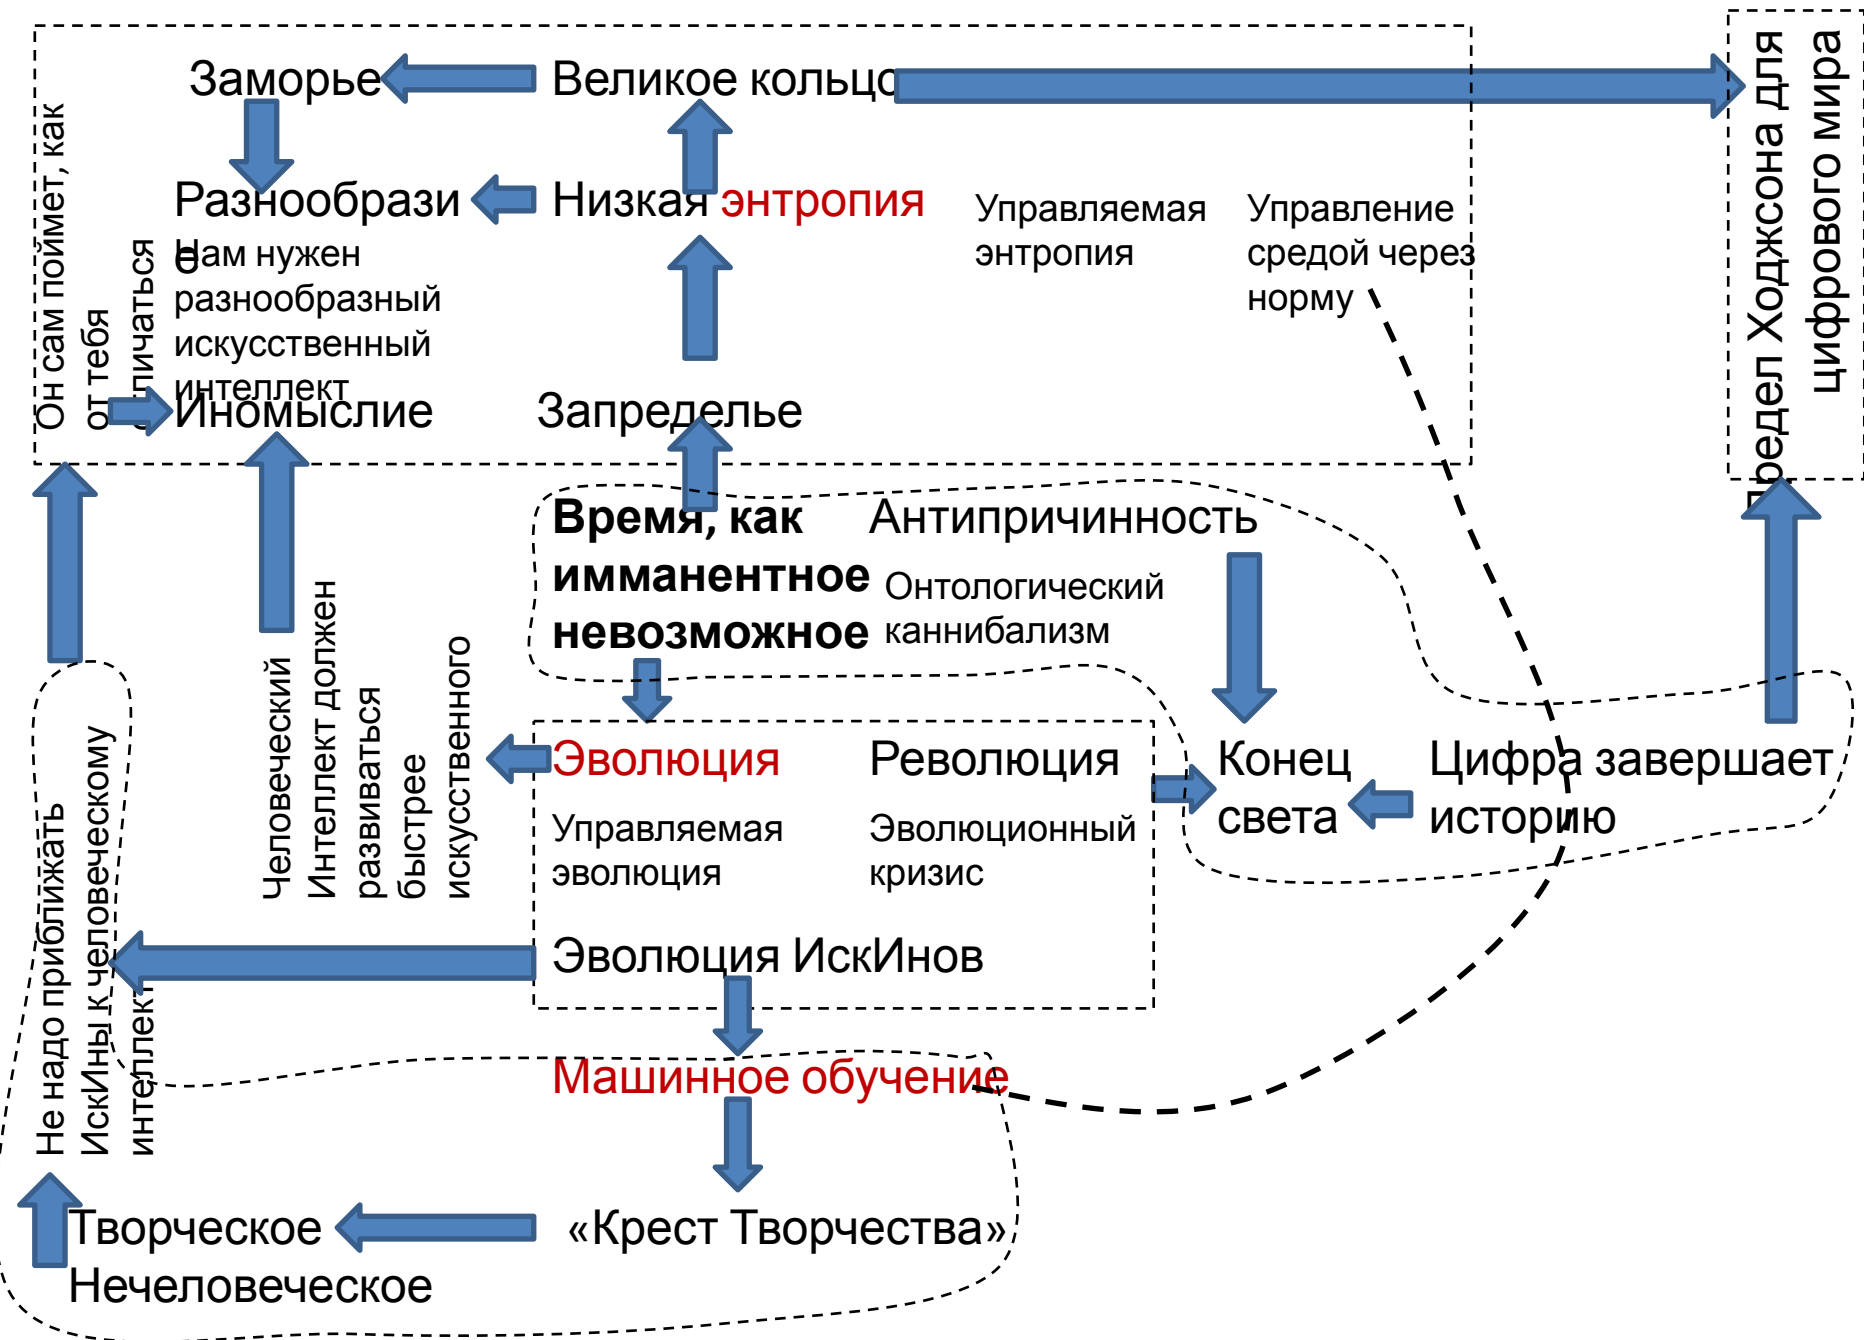 Заморье
Великое кольцо
Предел Ходжсона для
цифрового мира
Он сам поймет, как
от тебя
отличаться
Разнообрази
е
Низкая энтропия
Управляемая
энтропия
Управление
средой через
норму
Нам нужен
разнообразный
искусственный
интеллект
Иномыслие
Запределье
Время, как
имманентное
невозможное
Антипричинность
Онтологический
каннибализм
Человеческий
Интеллект должен
развиваться
быстрее
искусственного
Эволюция
Революция
Конец
света
Цифра завершает
историю
Управляемая
эволюция
Эволюционный
кризис
Не надо приближать
ИскИны к человеческому
интеллект
Эволюция ИскИнов
Машинное обучение
Творческое
Нечеловеческое
«Крест Творчества»